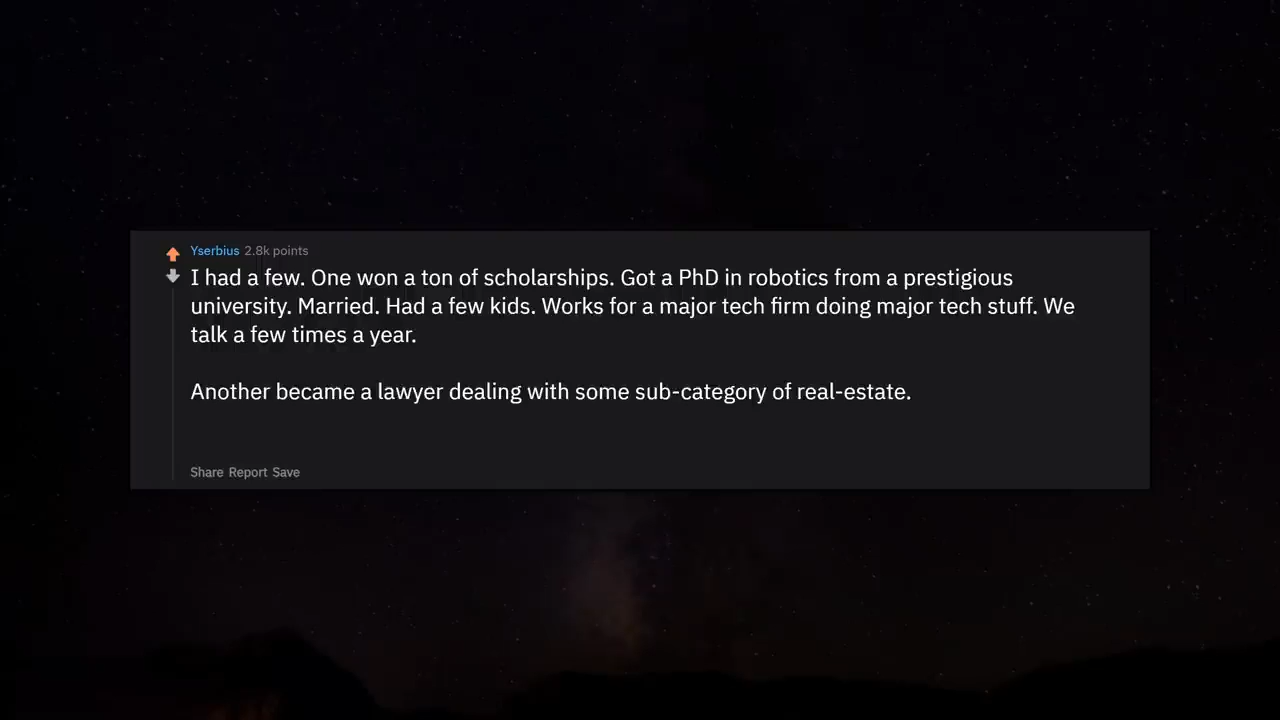 Yserbius 2.8k points
I had a few. One won a ton of scholarships. Got a PhD in robotics from a prestigious
university. Married. Had a few kids. Works for a major tech firm doing major tech stuff. We
talk a few times a year.
Another became a lawyer dealing with some sub-category of real-estate.
Share Report Save